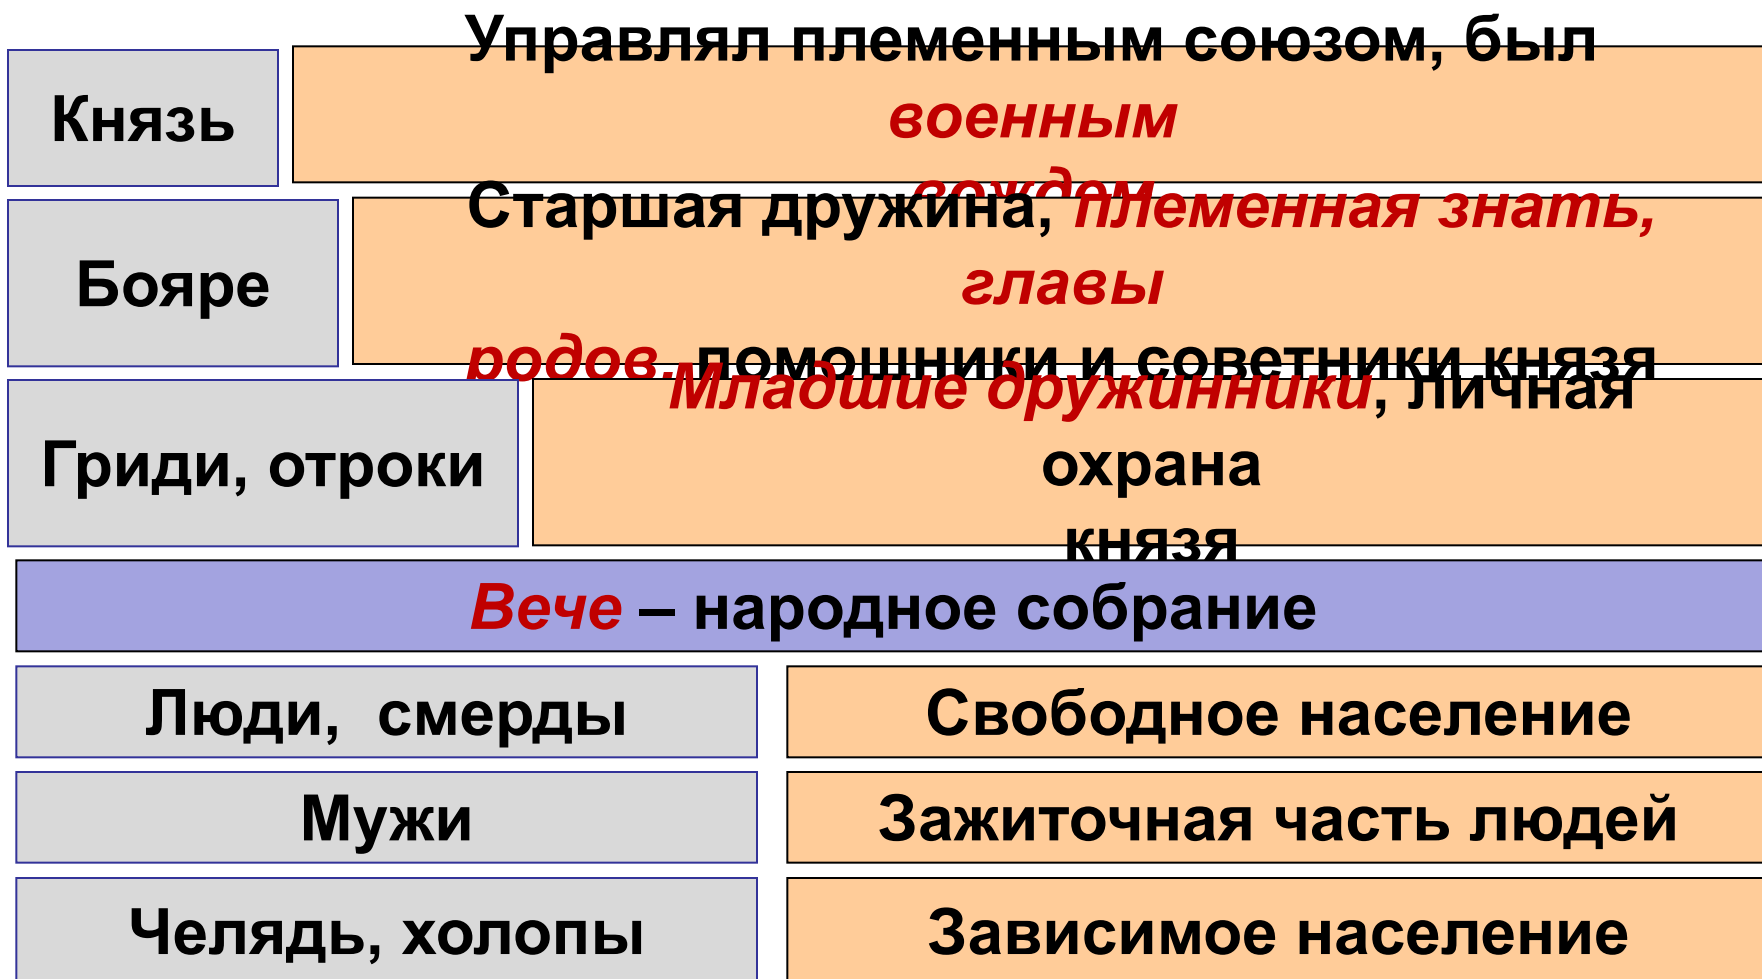 Князь
Управлял племенным союзом, был
военным
вождем
Бояре
Старшая дружина, племенная знать,
главы
родов, помощники и советники князя
Гриди, отроки
Младшие дружинники, личная
охрана
князя
Вече – народное собрание
Люди, смерды
Свободное население
Мужи
Зажиточная часть людей
Челядь, холопы
Зависимое население